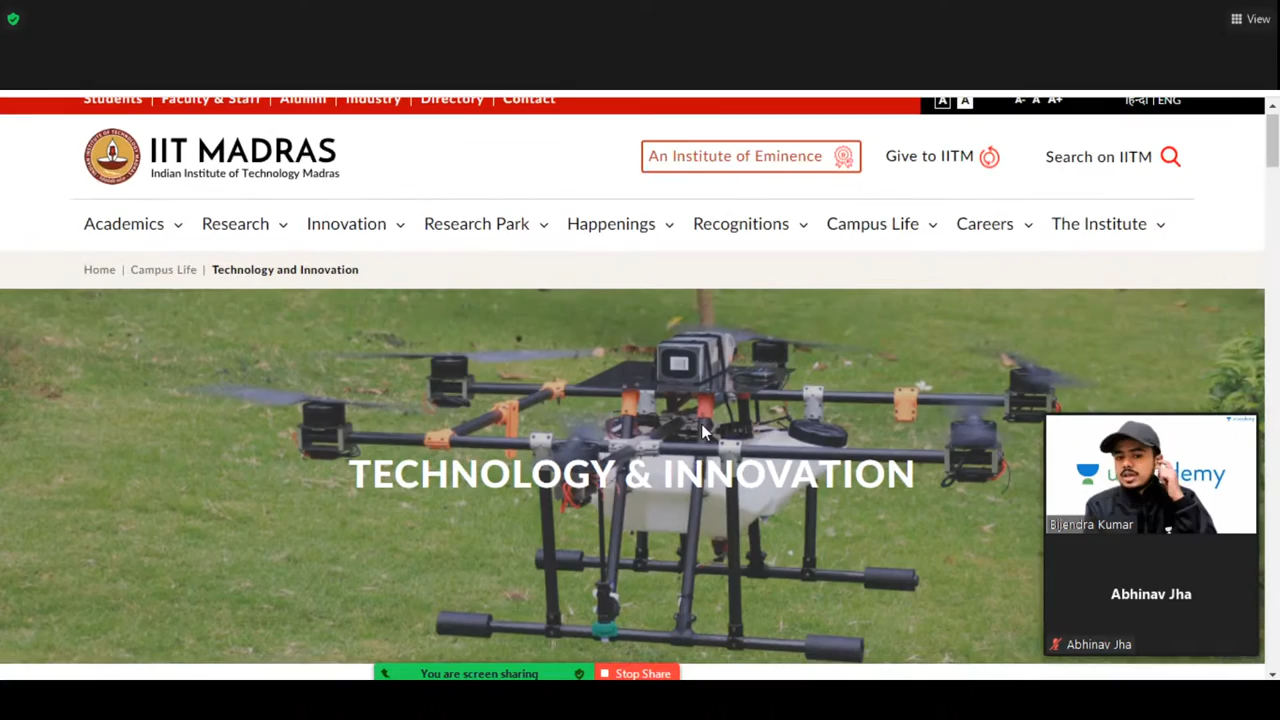 View
Students | Faculty & Staff | Alumni | Industry | Directory | Contact
A A A- A A+ हिन्दी | ENG
IIT MADRAS
Indian Institute of Technology Madras
An Institute of Eminence
Give to IITM
Search on IITM
Academics Research Innovation Research Park Happenings Recognitions Campus Life Careers The Institute
Home | Campus Life | Technology and Innovation
TECHNOLOGY & INNOVATION
Bijendra Kumar
Abhinav Jha
Abhinav Jha
You are screen sharing
Stop Share